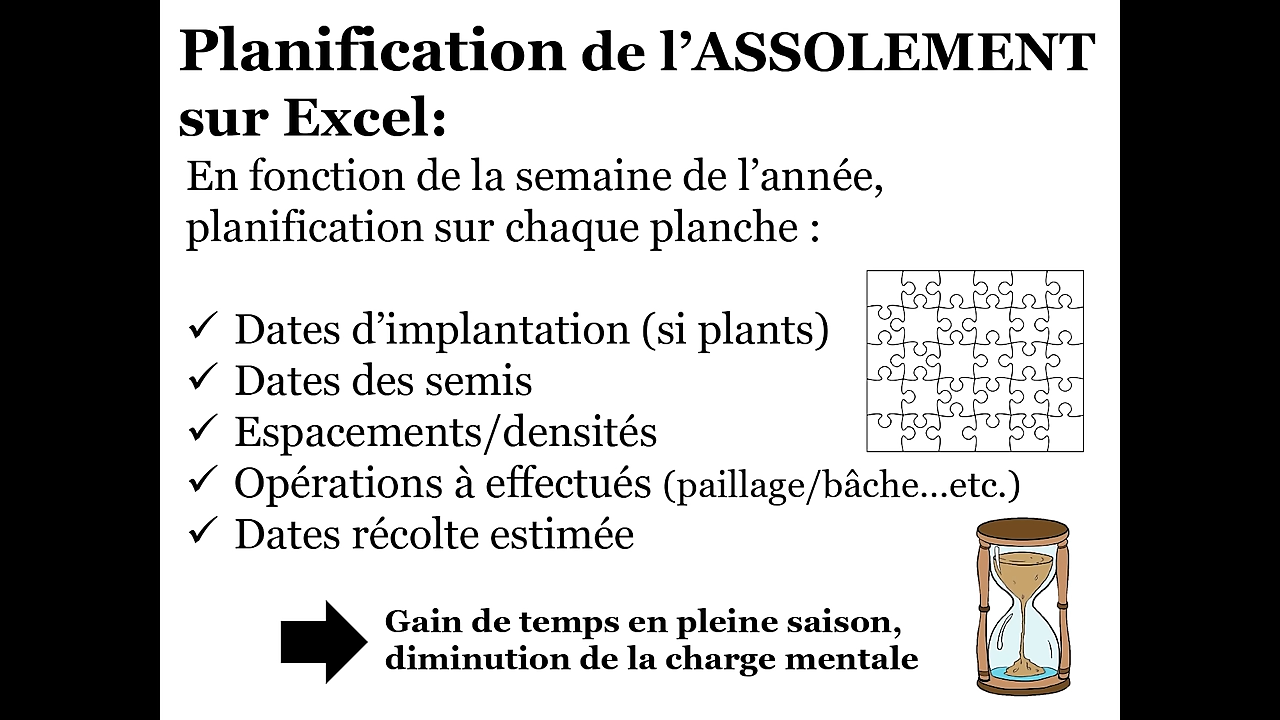 Planification de l’ASSOLEMENT
sur Excel:
En fonction de la semaine de l’année,
planification sur chaque planche :
✓ Dates d’implantation (si plants)
✓ Dates des semis
✓ Espacements/densités
✓ Opérations à effectués (paillage/bâche…etc.)
✓ Dates récolte estimée
Gain de temps en pleine saison,
diminution de la charge mentale